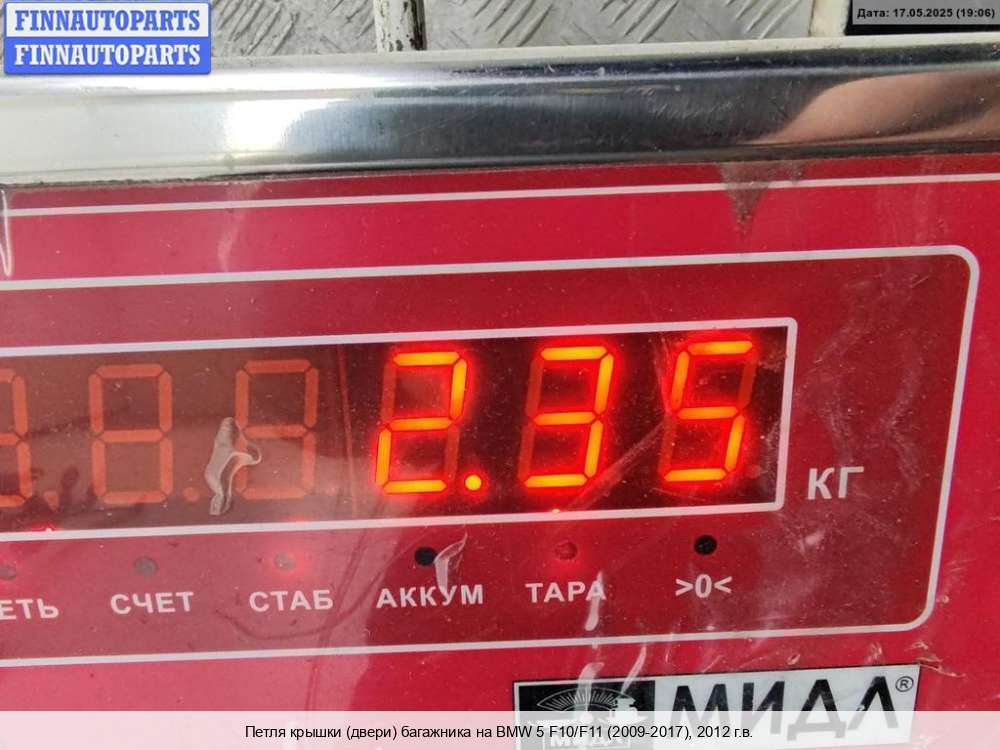 FINNAUTOPARTS
FINNAUTOPARTS
Дата: 17.05.2025 (19:06)
2.35
КГ
ЕТЬ СЧЕТ СТАБ АККУМ ТАРА >0<
МИДЛ®
Петля крышки (двери) багажника на BMW 5 F10/F11 (2009-2017), 2012 г.в.